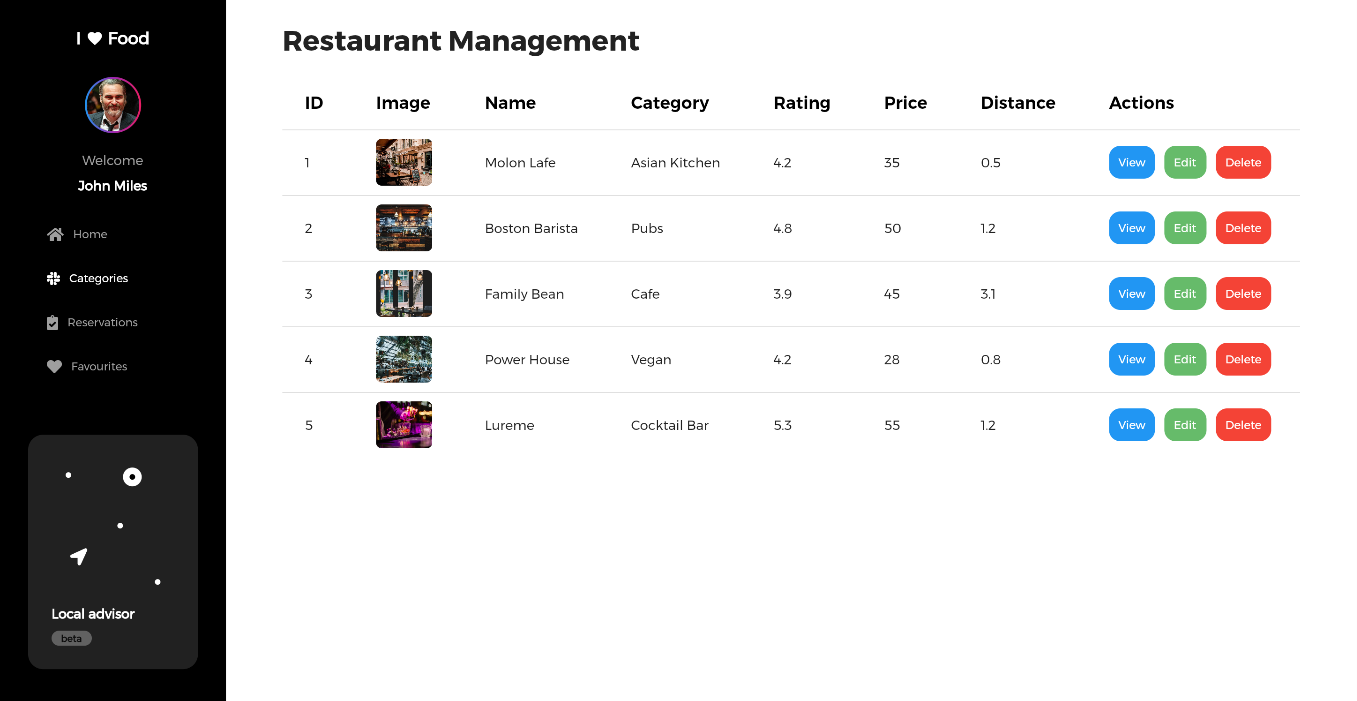 I Food
Welcome
John Miles
Home
Categories
Reservations
Favourites
Local advisor
beta
Restaurant Management
ID Image Name Category Rating Price Distance Actions
1 Molon Lafe Asian Kitchen 4.2 35 0.5 View Edit Delete
2 Boston Barista Pubs 4.8 50 1.2 View Edit Delete
3 Family Bean Cafe 3.9 45 3.1 View Edit Delete
4 Power House Vegan 4.2 28 0.8 View Edit Delete
5 Lureme Cocktail Bar 5.3 55 1.2 View Edit Delete